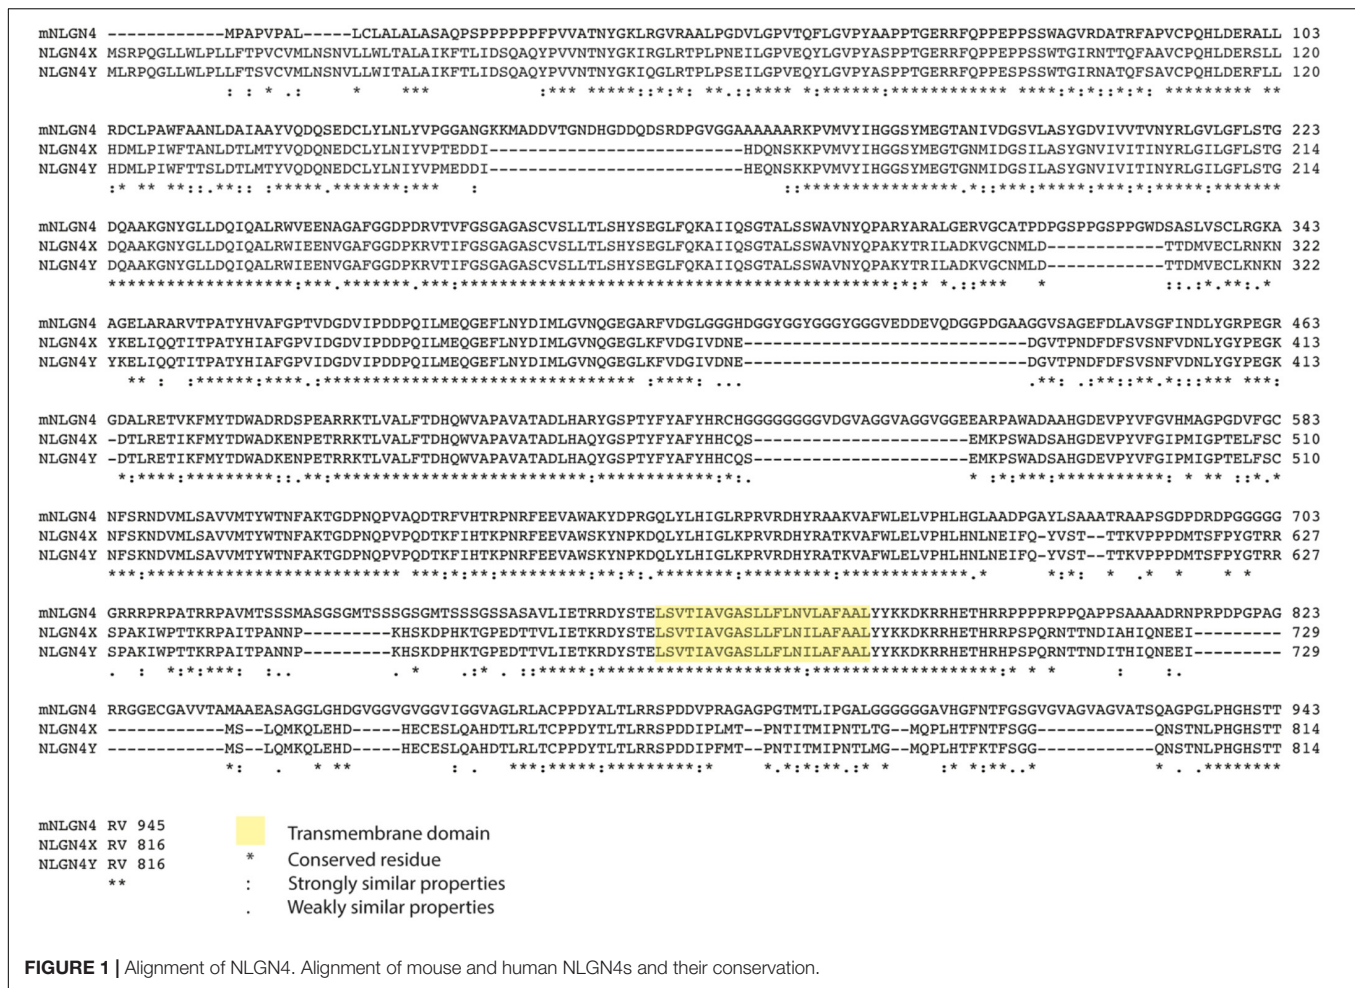 mNLGN4 ------------MPAPVPAL-----LCLALALASAQPSPPPPPPFPVVATNYGKLRGVRAALPGDVLGPVTQFLGVPYAAPPTGERRFQPPEPPSSWAGVRDATRFAPVCPQHLDERALL 103
NLGN4X MSRPQGLLWLPLLFTPVCVMLNSNVLLWLTALAIKFTLIDSQAQYPVVNTNYGKIRGLRTPLPNEILGPVEQYLGVPYASPPTGERRFQPPEPPSSWTGIRNTTQFAAVCPQHLDERSLL 120
NLGN4Y MLRPQGLLWLPLLFTSVCVMLNSNVLLWITALAIKFTLIDSQAQYPVVNTNYGKIQGLRTPLPSEILGPVEQYLGVPYASPPTGERRFQPPESPSSWTGIRNATQFSAVCPQHLDERFLL 120
mNLGN4 RDCLPAWFAANLDAIAAYVQDQSEDCLYLNLYVPGGANGKKMADDVTGNDHGDDQDSRDPGVGGAAAAAARKPVMVYIHGGSYMEGTANIVDGSVLASYGDVIVVTVNYRLGVLGFLSTG 223
NLGN4X HDMLPIWFTANLDTLMTYVQDQNEDCLYLNIYVPTEDDI--------------------------HDQNSKKPVMVYIHGGSYMEGTGNMIDGSILASYGNVIVITINYRLGILGFLSTG 214
NLGN4Y HDMLPIWFTTSLDTLMTYVQDQNEDCLYLNIYVPMEDDI--------------------------HEQNSKKPVMVYIHGGSYMEGTGNMIDGSILASYGNVIVITINYRLGILGFLSTG 214
mNLGN4 DQAAKGNYGLLDQIQALRWVEENAGAFGGDPDRVTVFGSGAGASCVSLLTLSHYSEGLFQKAIIQSGTALSSWAVNYQPARYARALGERVGCATPDPGSPPGSPPGWDSASLVSCLRGKA 343
NLGN4X DQAAKGNYGLLDQIQALRWIEENVGAFGGDPKRVTIFGSGAGASCVSLLTLSHYSEGLFQKAIIQSGTALSSWAVNYQPAKYTRILADKVGCNMLD------------TTDMVECLRNKN 322
NLGN4Y DQAAKGNYGLLDQIQALRWIEENVGAFGGDPKRVTIFGSGAGASCVSLLTLSHYSEGLFQKAIIQSGTALSSWAVNYQPAKYTRILADKVGCNMLD------------TTDMVECLKNKN 322
mNLGN4 AGELARARVTPATYHVAFGPTVDGDVIPDDPQILMEQGEFLNYDIMLGVNQGEGARFVDGLGGGHDGGYGGYGGGYGGGVEDDEVQDGGPDGAAGGVSAGEFDLAVSGFINDLYGRPEGR 463
NLGN4X YKELIQQTITPATYHIAFGPVIDGDVIPDDPQILMEQGEFLNYDIMLGVNQGEGLKFVDGIVDNE-----------------------------DGVTPNDFDFSVSNFVDNLYGYPEGK 413
NLGN4Y YKELIQQTITPATYHIAFGPVIDGDVIPDDPQILMEQGEFLNYDIMLGVNQGEGLKFVDGIVDNE-----------------------------DGVTPNDFDFSVSNFVDNLYGYPEGK 413
mNLGN4 GDALRETVKFMYTDWADRDSPEARRKTLVALFTDHQWVAPAVATADLHARYGSPTYFYAFYHRCHGGGGGGGGVDGVAGGVAGGVGGEEARPAWADAAHGDEVPYVFGVHMAGPGDVFGC 583
NLGN4X -DTLRETIKFMYTDWADKENPETRRKTLVALFTDHQWVAPAVATADLHAQYGSPTYFYAFYHHCQS----------------------EMKPSWADSAHGDEVPYVFGIPMIGPTELFSC 510
NLGN4Y -DTLRETIKFMYTDWADKENPETRRKTLVALFTDHQWVAPAVATADLHAQYGSPTYFYAFYHHCQS----------------------EMKPSWADSAHGDEVPYVFGIPMIGPTELFSC 510
mNLGN4 NFSRNDVMLSAVVMTYWTNFAKTGDPNQPVAQDTRFVHTRPNRFEEVAWAKYDPRGQLYLHIGLRPRVRDHYRAAKVAFWLELVPHLHGLAADPGAYLSAAATRAAPSGDPDRDPGGGGG 703
NLGN4X NFSKNDVMLSAVVMTYWTNFAKTGDPNQPVPQDTKFIHTKPNRFEEVAWSKYNPKDQLYLHIGLKPRVRDHYRATKVAFWLELVPHLHNLNEIFQ-YVST--TTKVPPPDMTSFPYGTRR 627
NLGN4Y NFSKNDVMLSAVVMTYWTNFAKTGDPNQPVPQDTKFIHTKPNRFEEVAWSKYNPKDQLYLHIGLKPRVRDHYRATKVAFWLELVPHLHNLNEIFQ-YVST--TTKVPPPDMTSFPYGTRR 627
mNLGN4 GRRRPRPATRRPAVMTSSSMASGSGMTSSSGSGMTSSSGSSASAVLIETRRDYSTELSVTIAVGASLLFLNVLAFAALYYKKDKRRHETHRRPPPPRPPQAPPSAAAADRNPRPDPGPAG 823
NLGN4X SPAKIWPTTKRPAITPANNP---------KHSKDPHKTGPEDTTVLIETKRDYSTELSVTIAVGASLLFLNILAFAALYYKKDKRRHETHRRPSPQRNTTNDIAHIQNEEI--------- 729
NLGN4Y SPAKIWPTTKRPAITPANNP---------KHSKDPHKTGPEDTTVLIETKRDYSTELSVTIAVGASLLFLNILAFAALYYKKDKRRHETHRHPSPQRNTTNDITHIQNEEI--------- 729
mNLGN4 RRGGECGAVVTAMAAEASAGGLGHDGVGGVGVGGVIGGVAGLRLACPPDYALTLRRSPDDVPRAGAGPGTMTLIPGALGGGGGGAVHGFNTFGSGVGVAGVAGVATSQAGPGLPHGHSTT 943
NLGN4X ------------MS--LQMKQLEHD-----HECESLQAHDTLRLTCPPDYTLTLRRSPDDIPLMT--PNTITMIPNTLTG--MQPLHTFNTFSGG------------QNSTNLPHGHSTT 814
NLGN4Y ------------MS--LQMKQLEHD-----HECESLQAHDTLRLTCPPDYTLTLRRSPDDIPFMT--PNTITMIPNTLMG--MQPLHTFKTFSGG------------QNSTNLPHGHSTT 814
mNLGN4 RV 945
NLGN4X RV 816
NLGN4Y RV 816
**
Transmembrane domain
* Conserved residue
: Strongly similar properties
. Weakly similar properties
FIGURE 1 | Alignment of NLGN4. Alignment of mouse and human NLGN4s and their conservation.